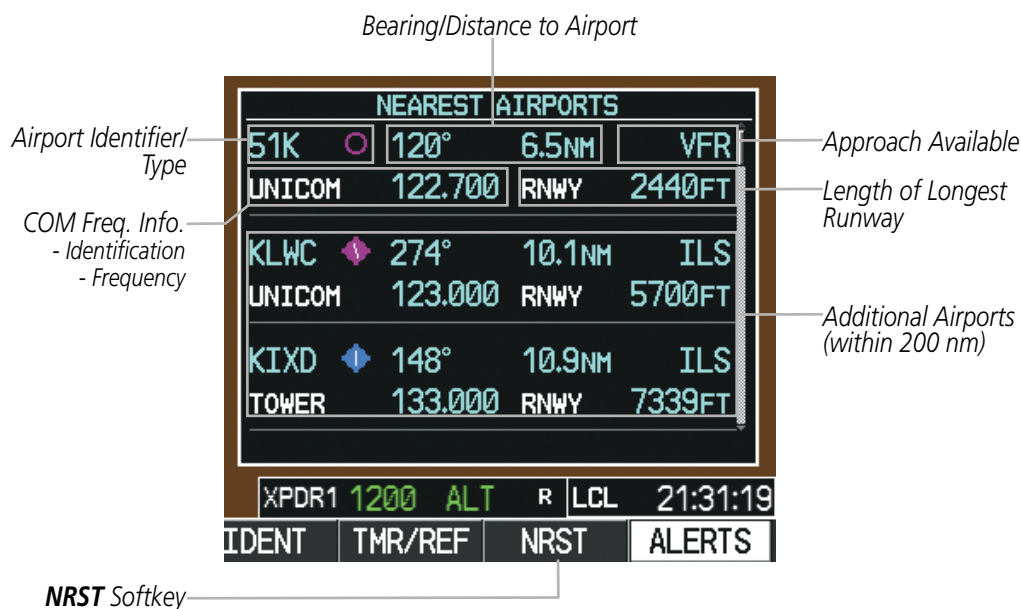 Bearing/Distance to Airport
NEAREST AIRPORTS
Airport Identifier/
Type
51K 120° 6.5NM VFR
Approach Available
UNICOM 122.700 RNWY 2440FT
Length of Longest
Runway
COM Freq. Info.
- Identification
- Frequency
KLWC 274° 10.1NM ILS
UNICOM 123.000 RNWY 5700FT
Additional Airports
(within 200 nm)
KIXD 148° 10.9NM ILS
TOWER 133.000 RNWY 7339FT
XPDR1 1200 ALT R LCL 21:31:19
IDENT TMR/REF NRST ALERTS
NRST Softkey